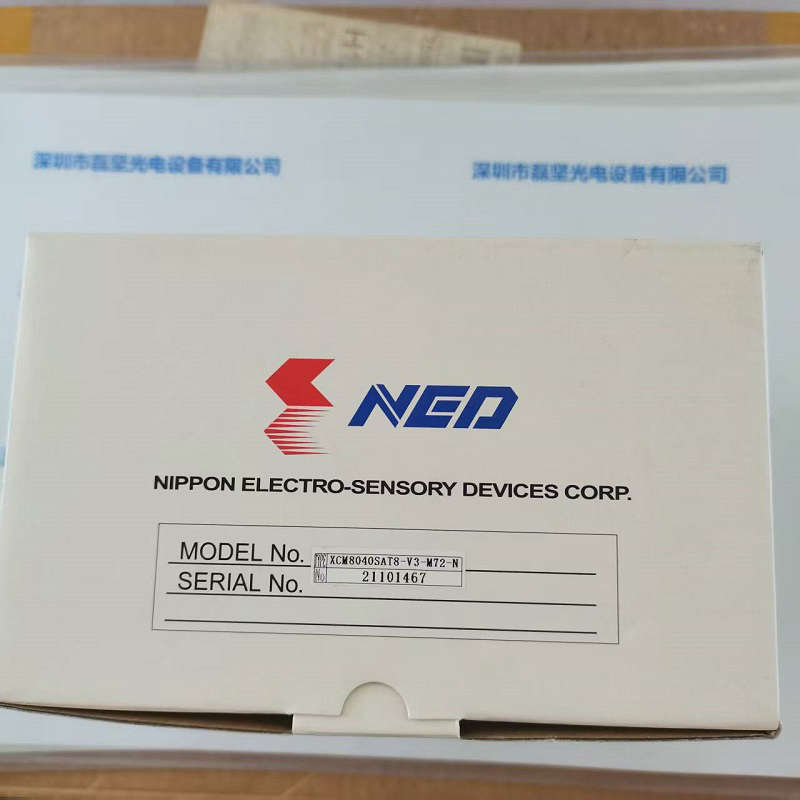 深圳市磊坚光电设备有限公司
深圳市磊坚光电设备有限公司
NED
NIPPON ELECTRO-SENSORY DEVICES CORP.
MODEL No. TYPE XCM8040SAT8-V3-M72-N
SERIAL No. No. 21101467